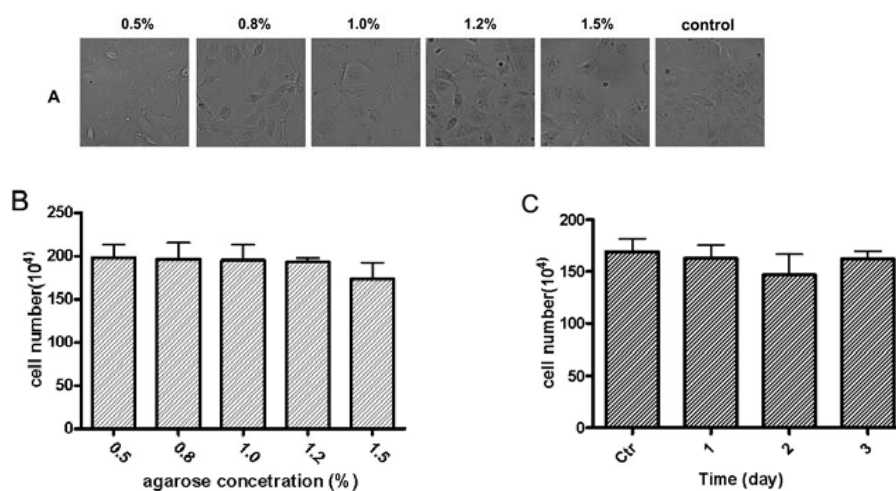 0.5% 0.8% 1.0% 1.2% 1.5% control
A
B
250
200
150
100
50
0
cell number(10⁴)
0.5 0.8 1.0 1.2 1.5
agarose concetration (%)
C
200
150
100
50
0
cell number(10⁴)
Ctr 1 2 3
Time (day)